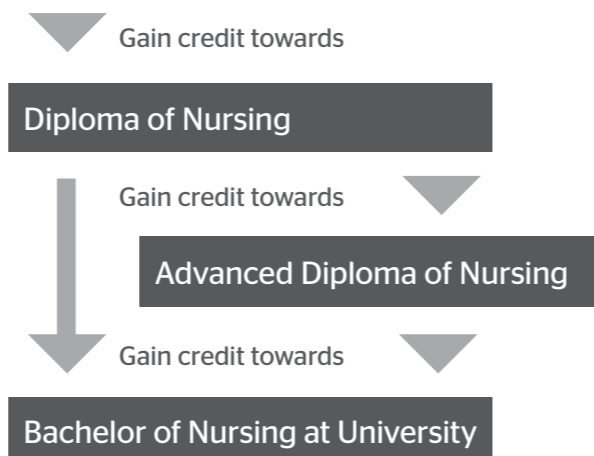 Gain credit towards
Diploma of Nursing
Gain credit towards
Advanced Diploma of Nursing
Gain credit towards
Bachelor of Nursing at University